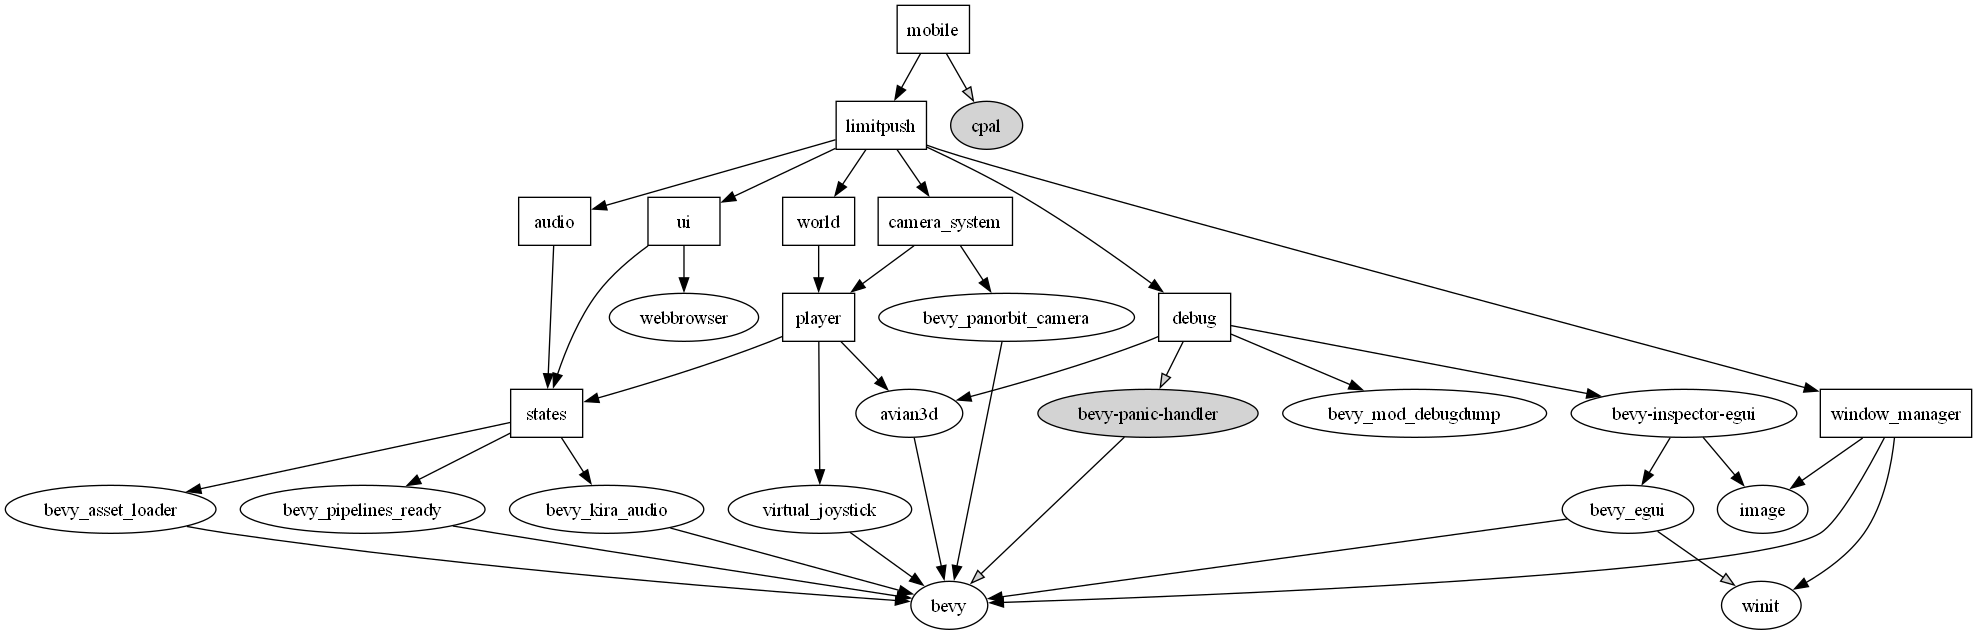 mobile
limitpush
cpal
audio
ui
world
camera_system
webbrowser
player
bevy_panorbit_camera
debug
states
avian3d
bevy-panic-handler
bevy_mod_debugdump
bevy-inspector-egui
window_manager
bevy_asset_loader
bevy_pipelines_ready
bevy_kira_audio
virtual_joystick
bevy_egui
image
bevy
winit